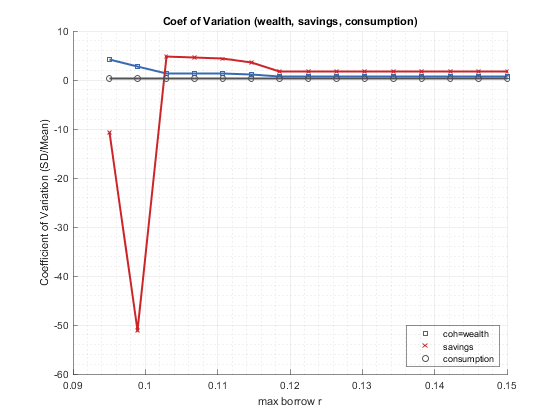 Coef of Variation (wealth, savings, consumption)
Coefficient of Variation (SD/Mean)
10
0
-10
-20
-30
-40
-50
-60
0.09
0.1
0.11
0.12
0.13
0.14
0.15
max borrow r
coh=wealth
savings
consumption